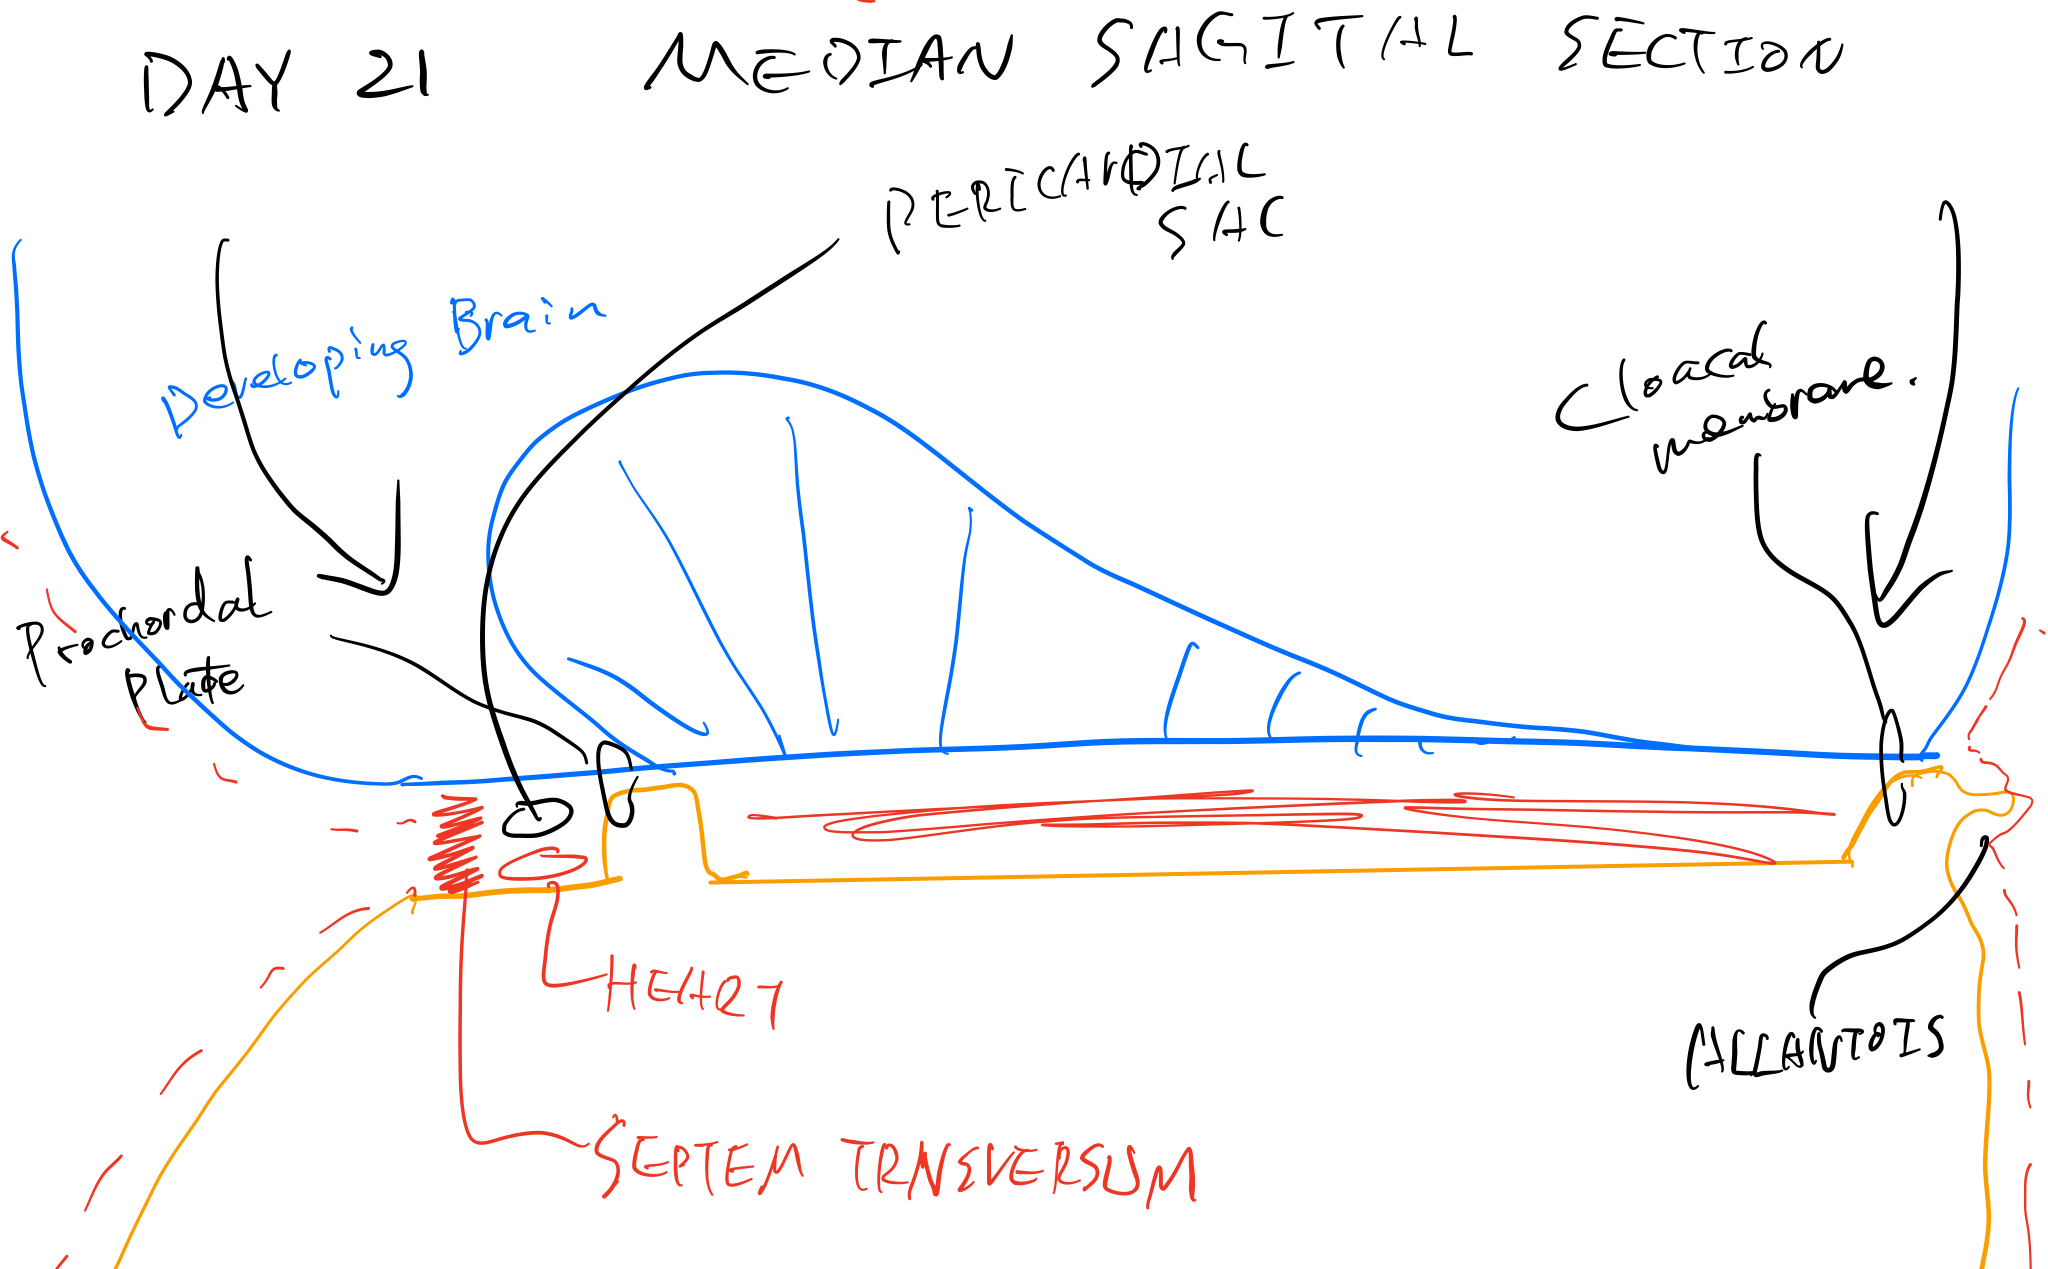 DAY 21 MEDIAN SAGITAL SECTION
PERICARDIAL
SAC
Developing Brain
Cloacal
membrane.
Prochordal
Plate
HEART
ALLANTOIS
SEPTEM TRNSVERSUM